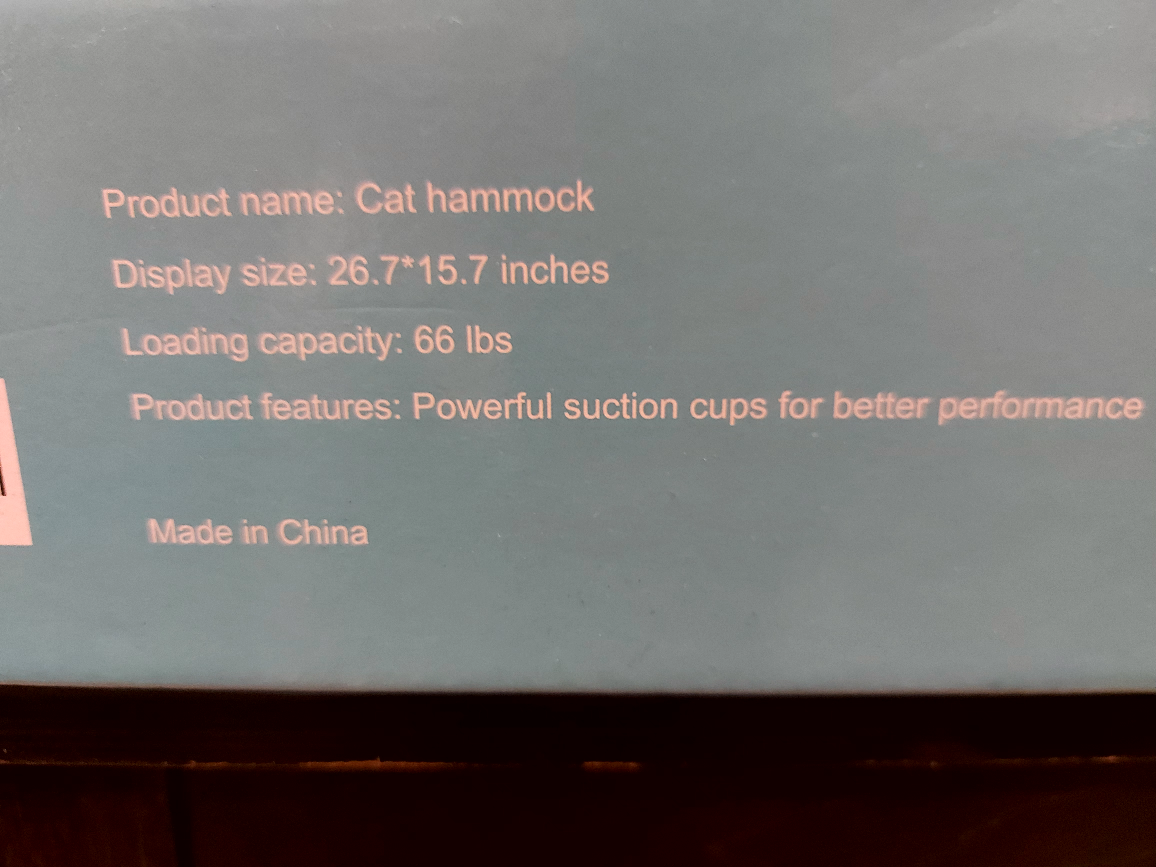 Product name: Cat hammock
Display size: 26.7*15.7 inches
Loading capacity: 66 lbs
Product features: Powerful suction cups for better performance
Made in China